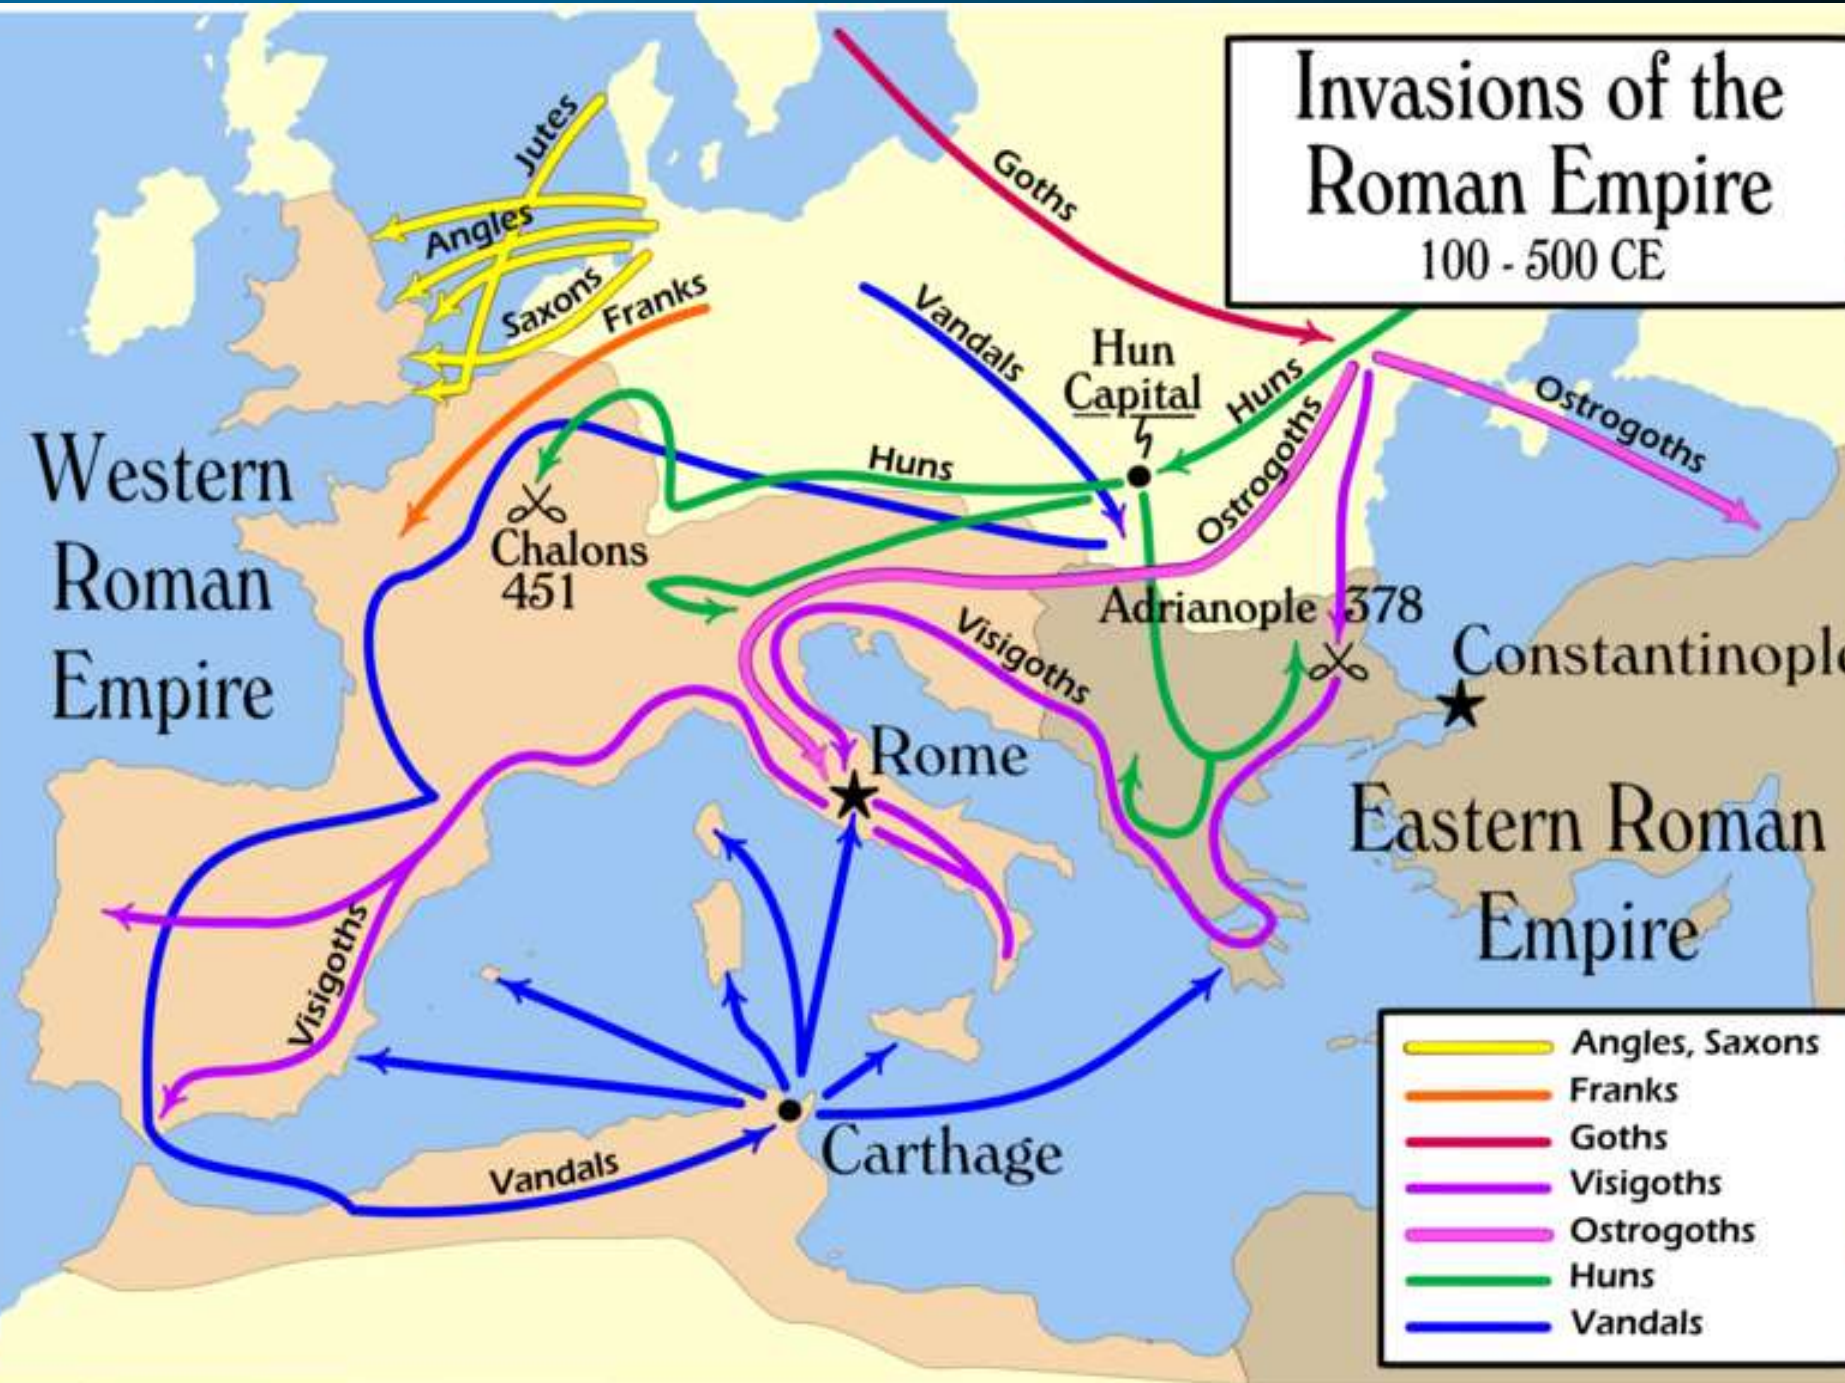 Invasions of the
Roman Empire
100 - 500 CE
Jutes
Angles
Saxons
Franks
Goths
Vandals
Hun
Capital
Huns
Ostrogoths
Ostrogoths
Huns
Western
Roman
Empire
Chalons
451
Adrianople 378
Constantinople
Visigoths
Rome
Eastern Roman
Empire
Visigoths
Vandals
Carthage
Angles, Saxons
Franks
Goths
Visigoths
Ostrogoths
Huns
Vandals